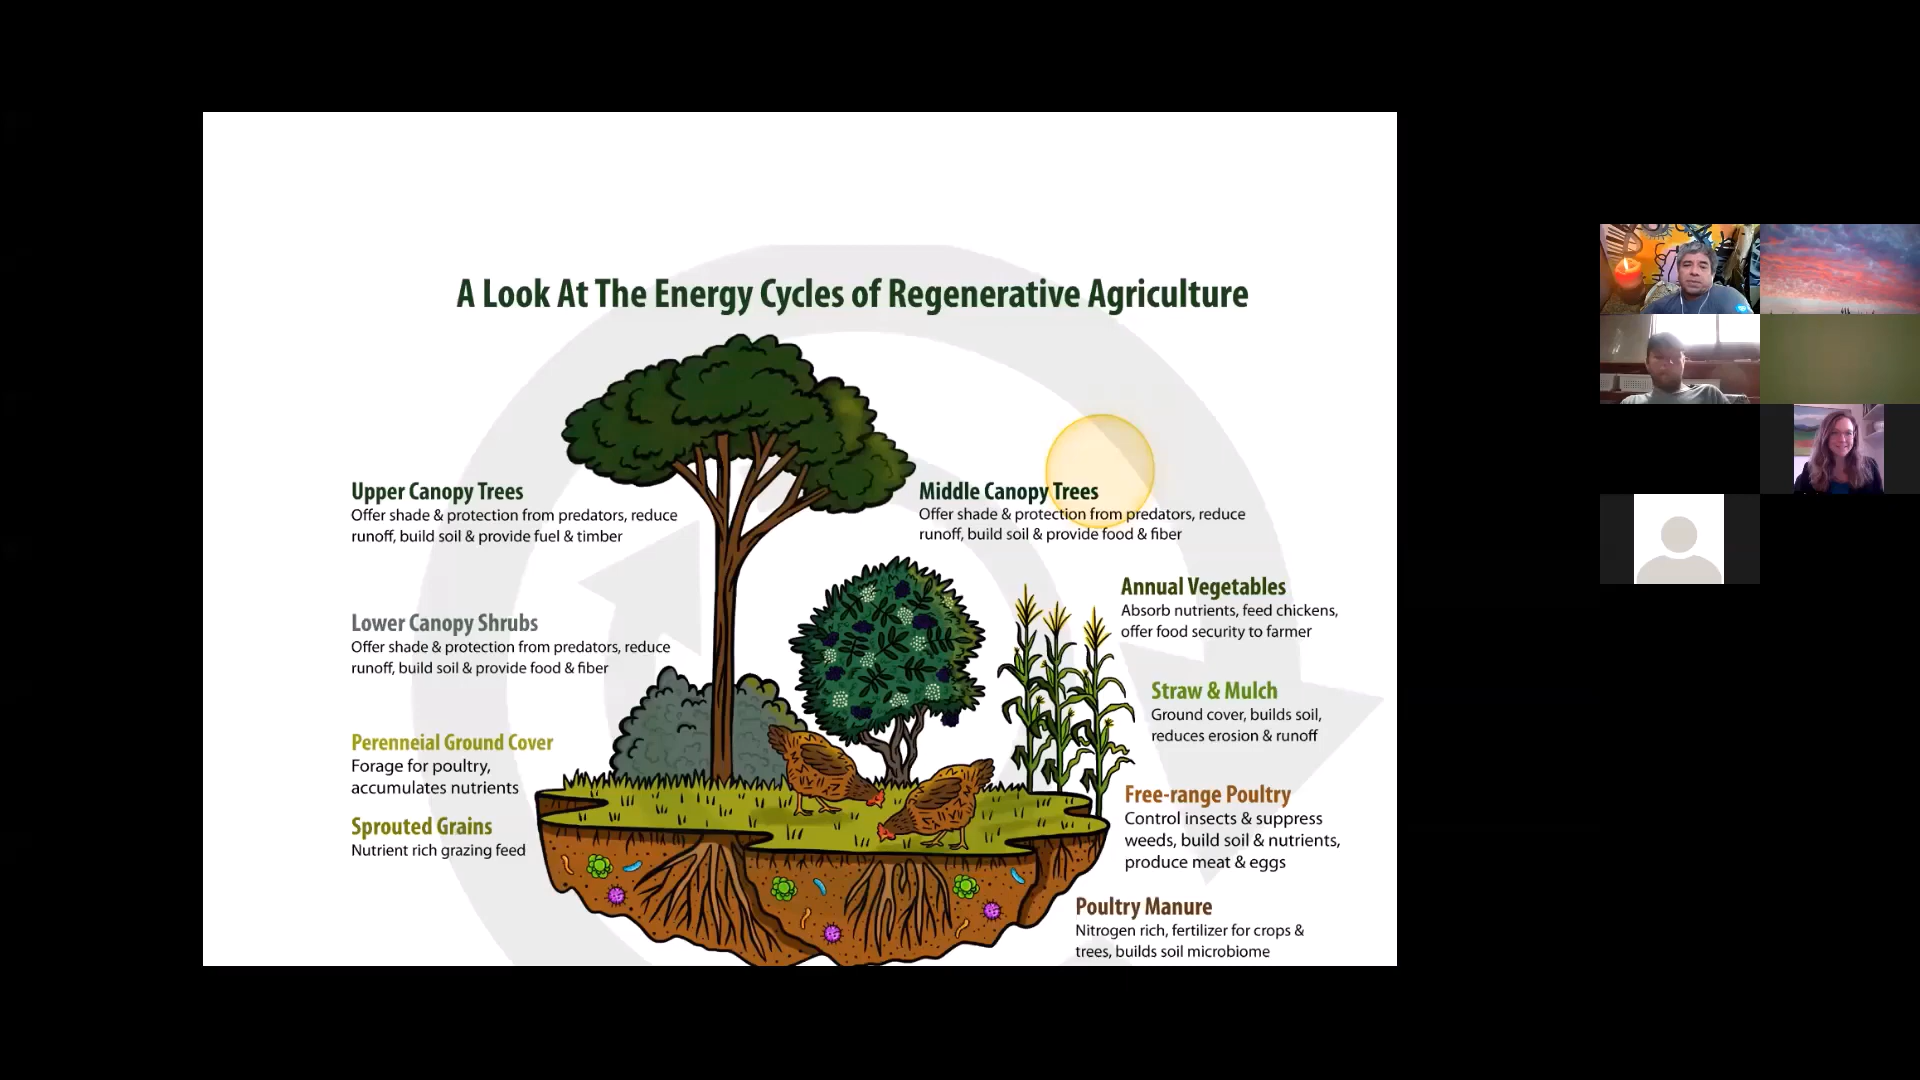 A Look At The Energy Cycles of Regenerative Agriculture
Upper Canopy Trees
Offer shade & protection from predators, reduce
runoff, build soil & provide fuel & timber
Middle Canopy Trees
Offer shade & protection from predators, reduce
runoff, build soil & provide food & fiber
Lower Canopy Shrubs
Offer shade & protection from predators, reduce
runoff, build soil & provide food & fiber
Annual Vegetables
Absorb nutrients, feed chickens,
offer food security to farmer
Straw & Mulch
Ground cover, builds soil,
reduces erosion & runoff
Perenneial Ground Cover
Forage for poultry,
accumulates nutrients
Sprouted Grains
Nutrient rich grazing feed
Free-range Poultry
Control insects & suppress
weeds, build soil & nutrients,
produce meat & eggs
Poultry Manure
Nitrogen rich, fertilizer for crops &
trees, builds soil microbiome